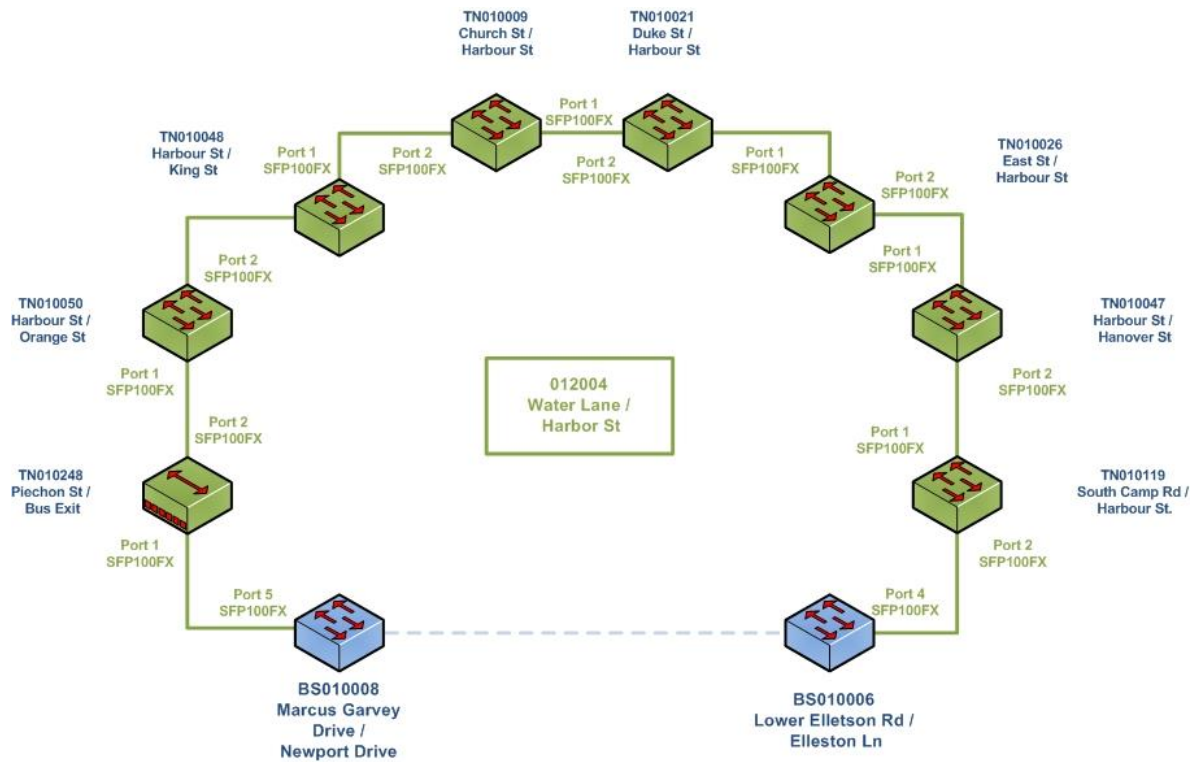 TN010009
Church St /
Harbour St
TN010021
Duke St /
Harbour St
Port 1
SFP100FX
TN010048
Harbour St /
King St
Port 1
SFP100FX
Port 2
SFP100FX
Port 2
SFP100FX
Port 1
SFP100FX
TN010026
East St /
Harbour St
Port 2
SFP100FX
Port 2
SFP100FX
Port 1
SFP100FX
TN010050
Harbour St /
Orange St
TN010047
Harbour St /
Hanover St
Port 1
SFP100FX
012004
Water Lane /
Harbor St
Port 2
SFP100FX
Port 2
SFP100FX
Port 1
SFP100FX
TN010248
Piechon St /
Bus Exit
TN010119
South Camp Rd /
Harbour St.
Port 1
SFP100FX
Port 2
SFP100FX
Port 5
SFP100FX
Port 4
SFP100FX
BS010008
Marcus Garvey
Drive /
Newport Drive
BS010006
Lower Elletson Rd /
Elleston Ln